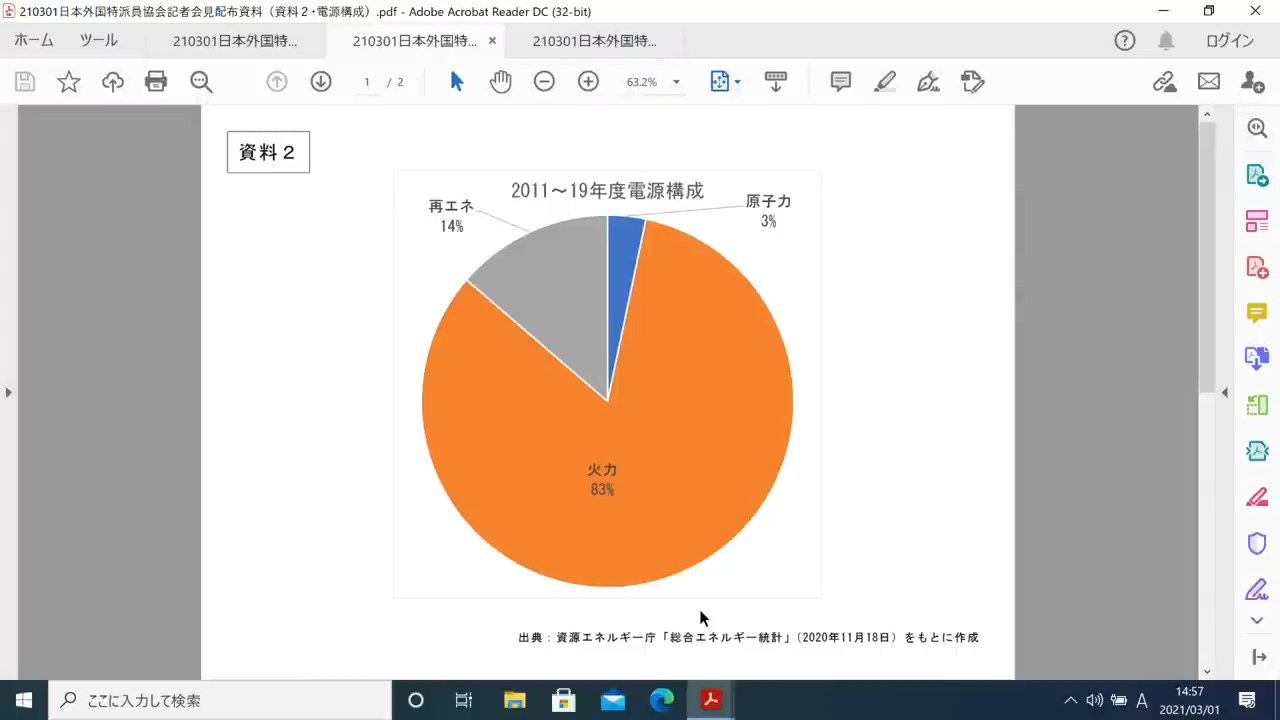 210301日本外国特派員協会記者会見配布資料（資料２・電源構成）.pdf - Adobe Acrobat Reader DC (32-bit)
ホーム ツール 210301日本外国特... 210301日本外国特... × 210301日本外国特... ログイン
1 / 2 63.2%
資料２
2011～19年度電源構成
再エネ
14%
原子力
3%
火力
83%
出典：資源エネルギー庁「総合エネルギー統計」（2020年11月18日）をもとに作成
ここに入力して検索
A
14:57
2021/03/01